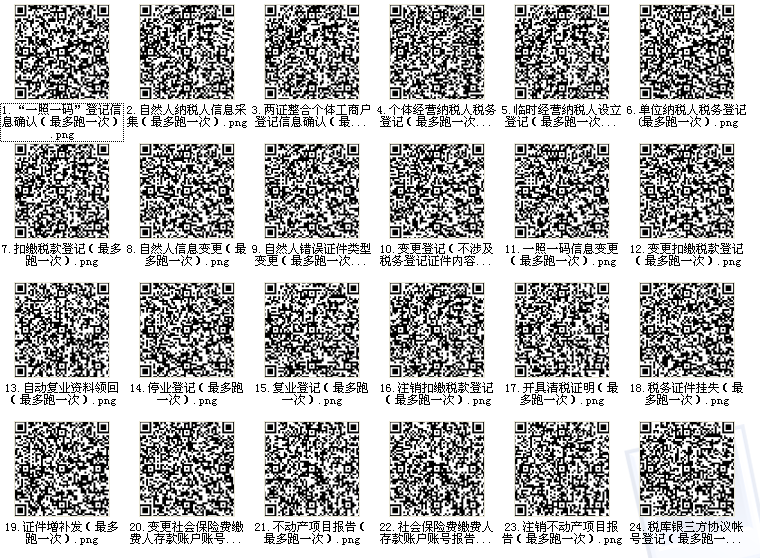 1.“一照一码”登记信
息确认（最多跑一次）
.png
2.自然人纳税人信息采
集（最多跑一次）.png
3.两证整合个体工商户
登记信息确认（最...
4.个体经营纳税人税务
登记（最多跑一次...
5.临时经营纳税人设立
登记（最多跑一次...
6.单位纳税人税务登记
(最多跑一次）.png
7.扣缴税款登记（最多
跑一次）.png
8.自然人信息变更（最
多跑一次）.png
9.自然人错误证件类型
变更（最多跑一次...
10.变更登记（不涉及
税务登记证件内容...
11.一照一码信息变更
（最多跑一次）.png
12.变更扣缴税款登记
（最多跑一次）.png
13.自动复业资料领回
（最多跑一次）.png
14.停业登记（最多跑
一次）.png
15.复业登记（最多跑
一次）.png
16.注销扣缴税款登记
（最多跑一次）.png
17.开具清税证明（最
多跑一次）.png
18.税务证件挂失（最
多跑一次）.png
19.证件增补发（最多
跑一次）.png
20.变更社会保险费缴
费人存款账户账号...
21.不动产项目报告（
最多跑一次）.png
22.社会保险费缴费人
存款账户账号报告...
23.注销不动产项目报
告（最多跑一次）.png
24.税库银三方协议帐
号登记（最多跑一...